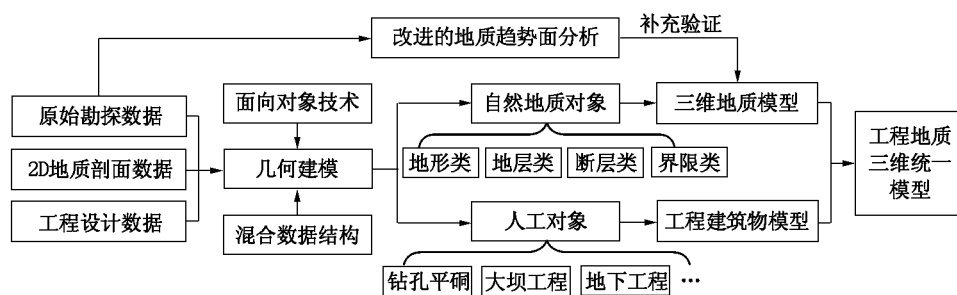 改进的地质趋势面分析
补充验证
原始勘探数据
面向对象技术
自然地质对象
三维地质模型
2D地质剖面数据
几何建模
地形类
地层类
断层类
界限类
工程地质
三维统一
模型
工程设计数据
混合数据结构
人工对象
工程建筑物模型
钻孔平硐
大坝工程
地下工程
…